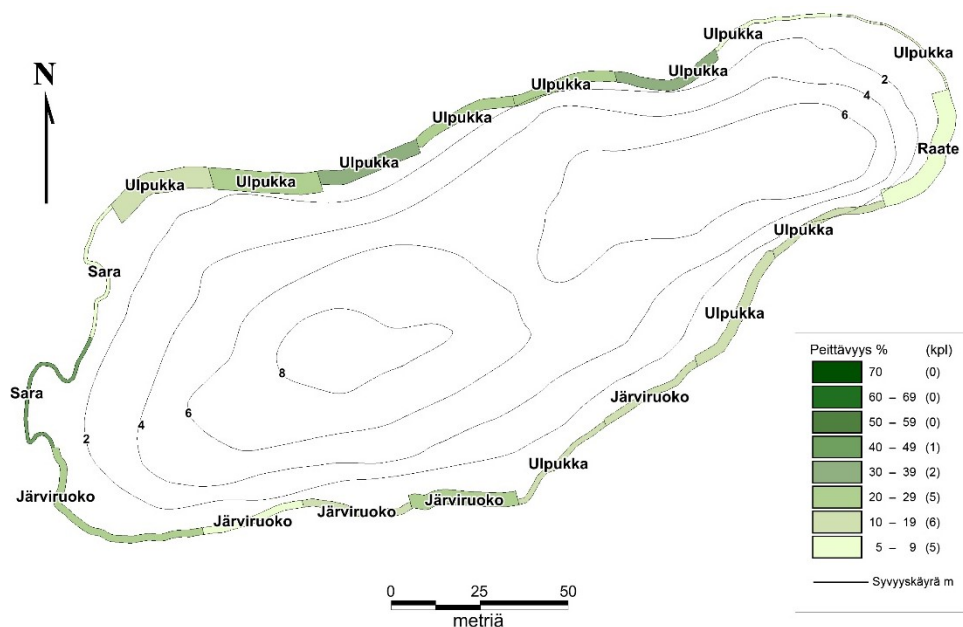 Ulpukka
Ulpukka
N
Ulpukka
2
Ulpukka
Ulpukka
4
6
Ulpukka
Raate
Ulpukka
Ulpukka
Ulpukka
Ulpukka
Sara
Ulpukka
8
Sara
6
Järviruoko
4
2
Ulpukka
Järviruoko
Järviruoko
Järviruoko
Järviruoko
Peittävyys % (kpl)
70 (0)
60 – 69 (0)
50 – 59 (0)
40 – 49 (1)
30 – 39 (2)
20 – 29 (5)
10 – 19 (6)
5 – 9 (5)
Syvyyskäyrä m
0 25 50
metriä